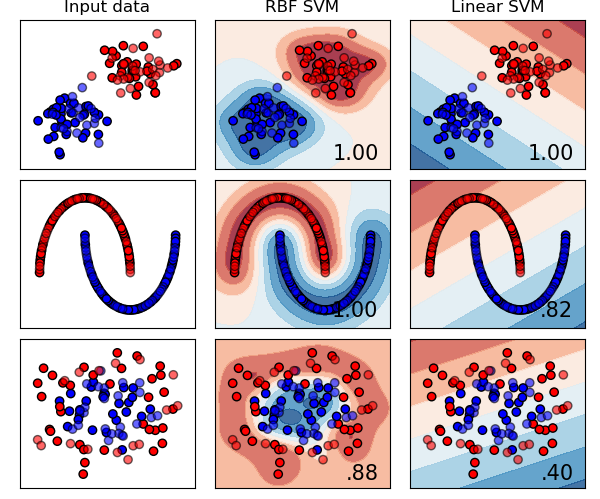 Input data
RBF SVM
Linear SVM
1.00
1.00
1.00
.82
.88
.40